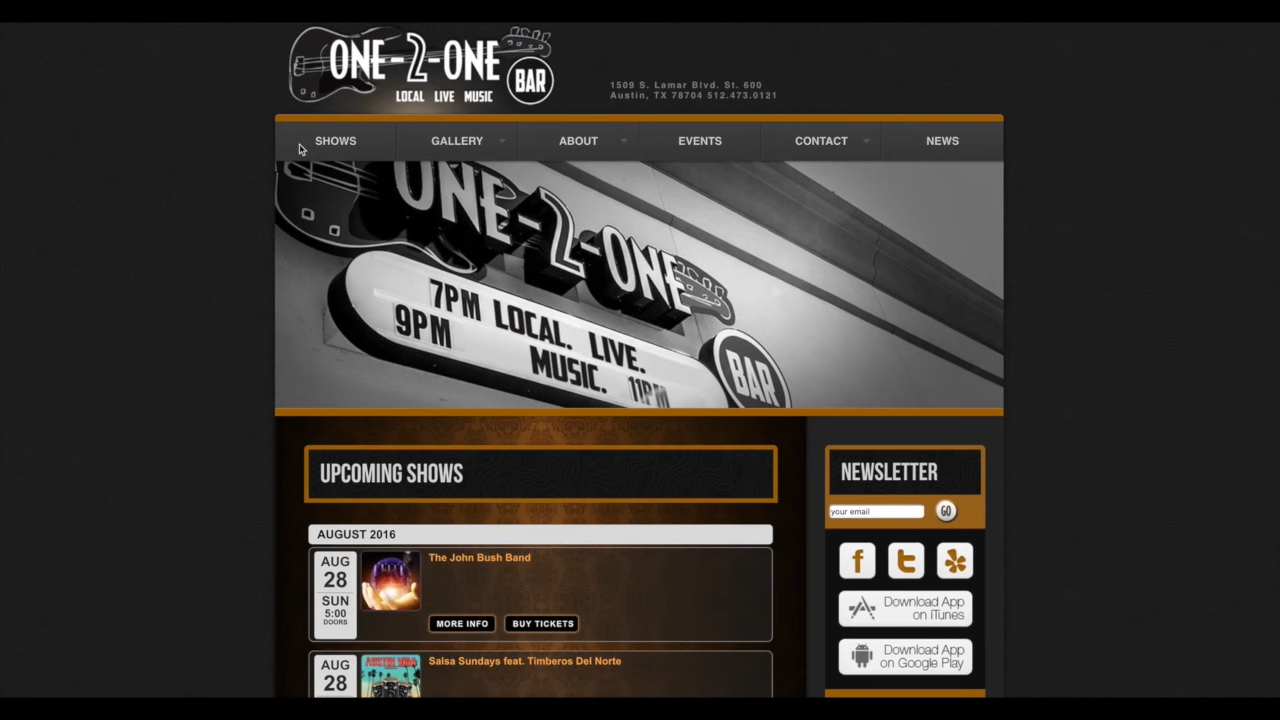 ONE-2-ONE
BAR
LOCAL LIVE MUSIC
1509 S. Lamar Blvd. St. 600
Austin, TX 78704 512.473.0121
SHOWS GALLERY ABOUT EVENTS CONTACT NEWS
ONE-2-ONE
7PM LOCAL. LIVE.
9PM MUSIC. 11PM
BAR
UPCOMING SHOWS
AUGUST 2016
AUG
28
SUN
5:00
DOORS
The John Bush Band
MORE INFO BUY TICKETS
AUG
28
Salsa Sundays feat. Timberos Del Norte
NEWSLETTER
your email GO
Download App
on iTunes
Download App
on Google Play